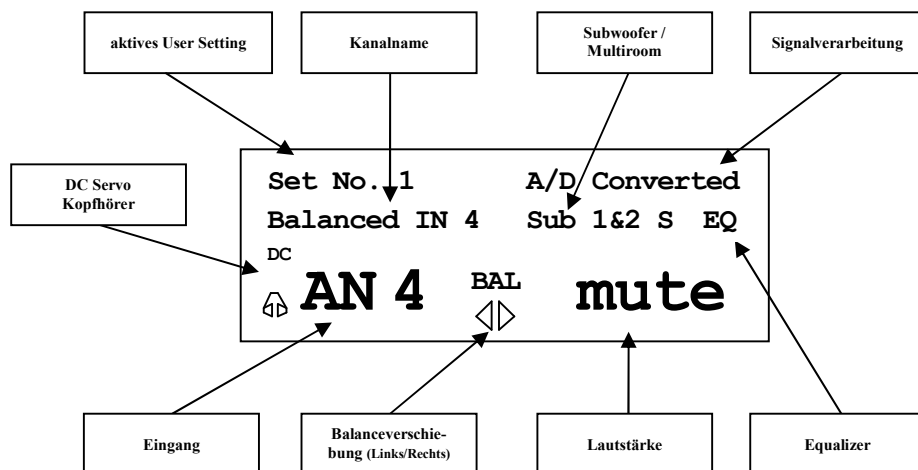 aktives User Setting
Kanalname
Subwoofer /
Multiroom
Signalverarbeitung
DC Servo
Kopfhörer
Set No. 1 A/D Converted
Balanced IN 4 Sub 1&2 S EQ
DC
AN 4 BAL mute
Eingang
Balanceverschie-
bung (Links/Rechts)
Lautstärke
Equalizer